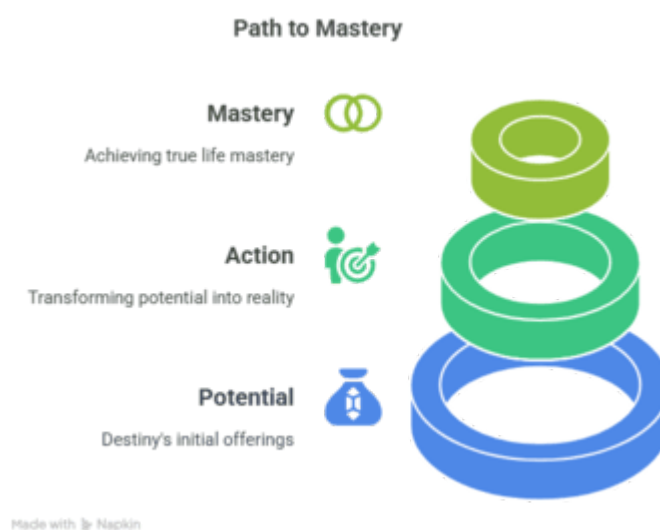 Path to Mastery
Mastery
Achieving true life mastery
Action
Transforming potential into reality
Potential
Destiny's initial offerings
Made with Napkin